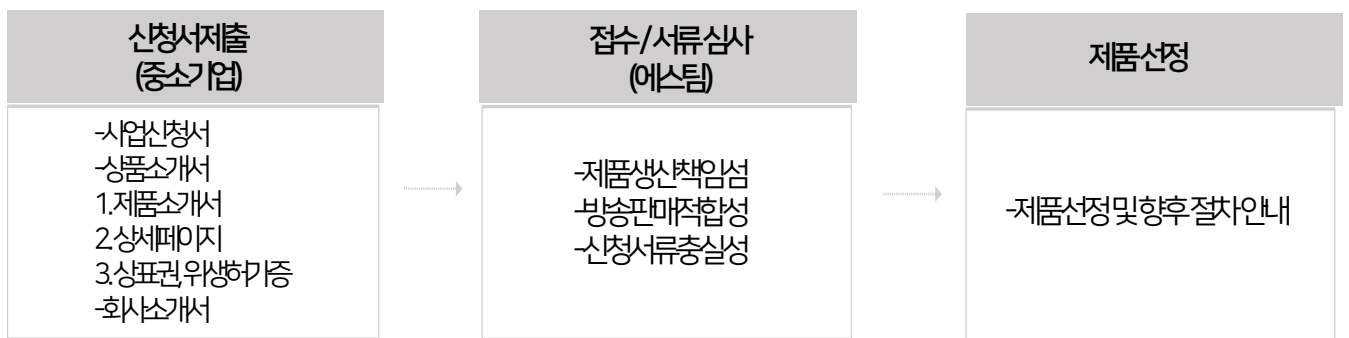 신청서제출
(중소기업)
-사업신청서
-상품소개서
1.제품소개서
2.상세페이지
3.상표권,위생허가증
-회사소개서
접수/서류심사
(에스팀)
-제품생산책임섬
-방송판매적합성
-신청서류충실성
제품선정
-제품선정 및 향후 절차안내